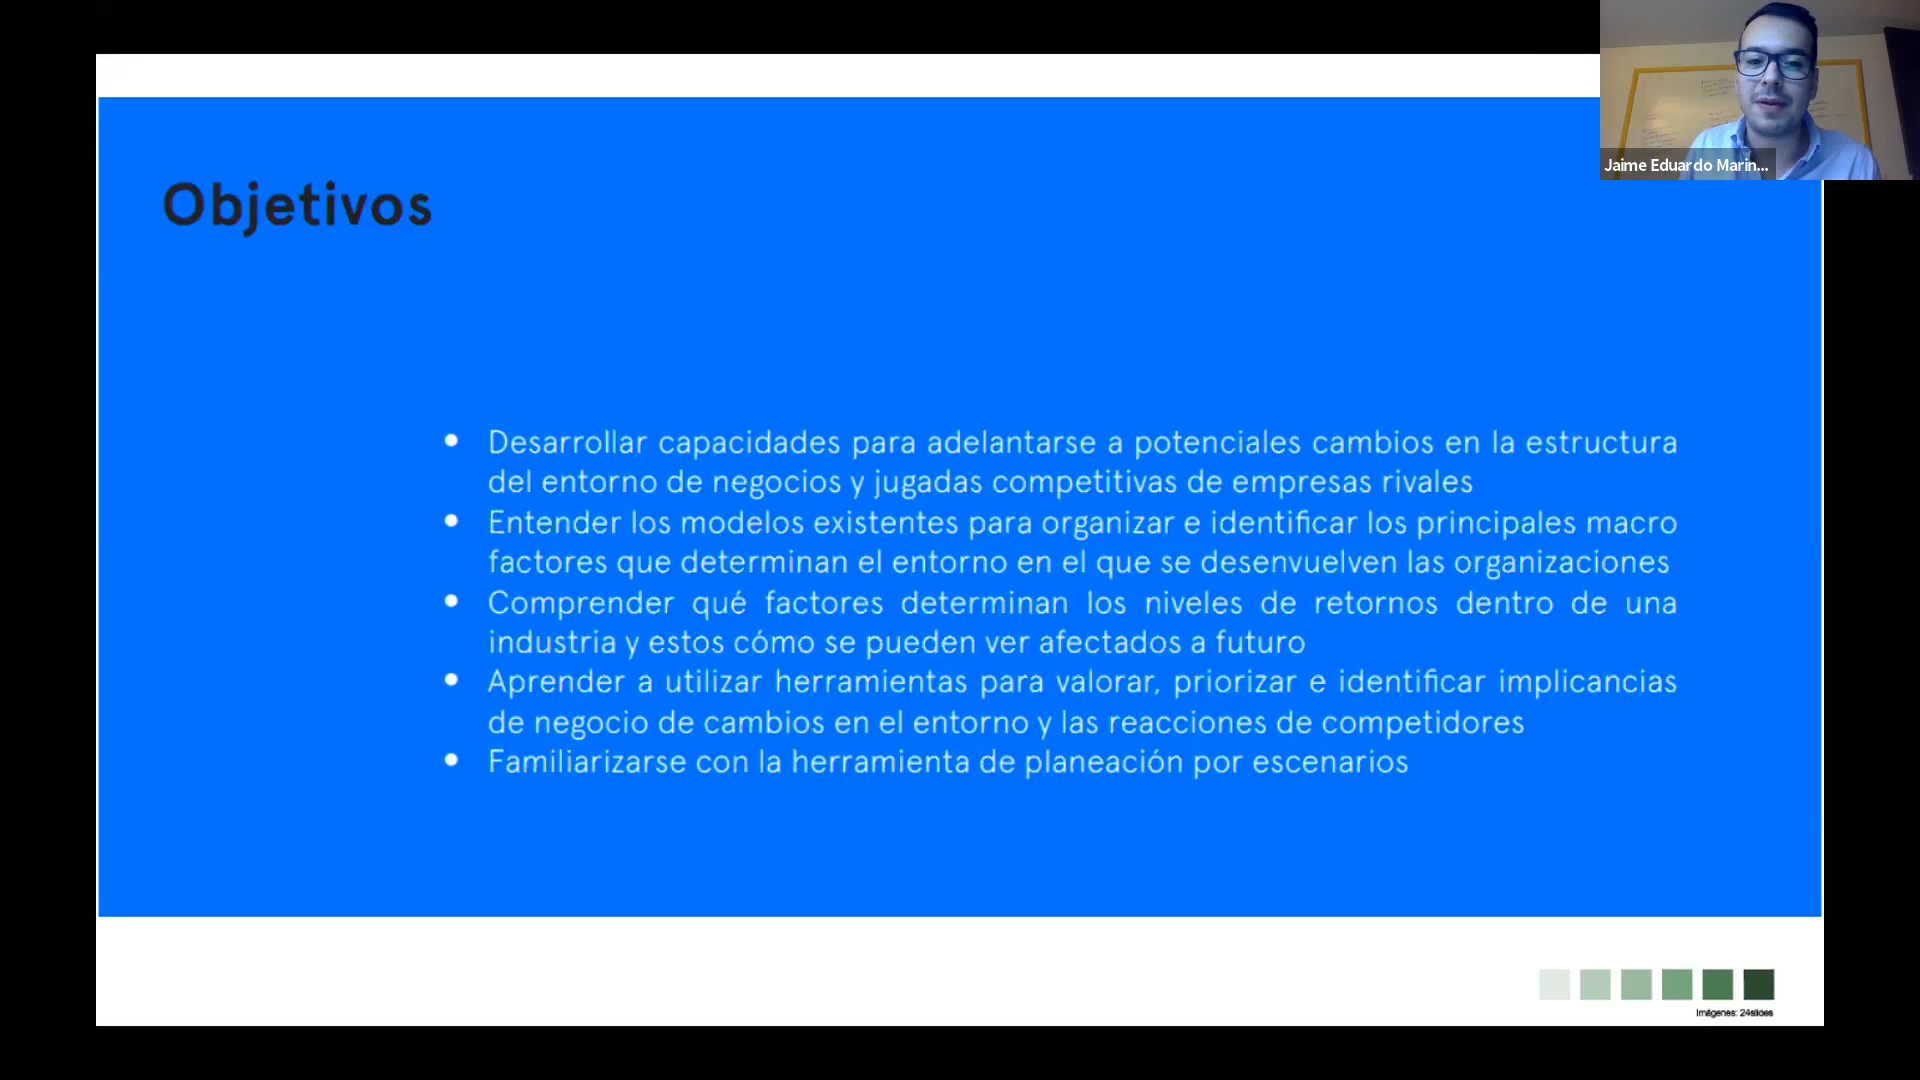 Jaime Eduardo Marin...
Objetivos
• Desarrollar capacidades para adelantarse a potenciales cambios en la estructura
del entorno de negocios y jugadas competitivas de empresas rivales
• Entender los modelos existentes para organizar e identificar los principales macro
factores que determinan el entorno en el que se desenvuelven las organizaciones
• Comprender qué factores determinan los niveles de retornos dentro de una
industria y estos cómo se pueden ver afectados a futuro
• Aprender a utilizar herramientas para valorar, priorizar e identificar implicancias
de negocio de cambios en el entorno y las reacciones de competidores
• Familiarizarse con la herramienta de planeación por escenarios
Imágenes: 24slides